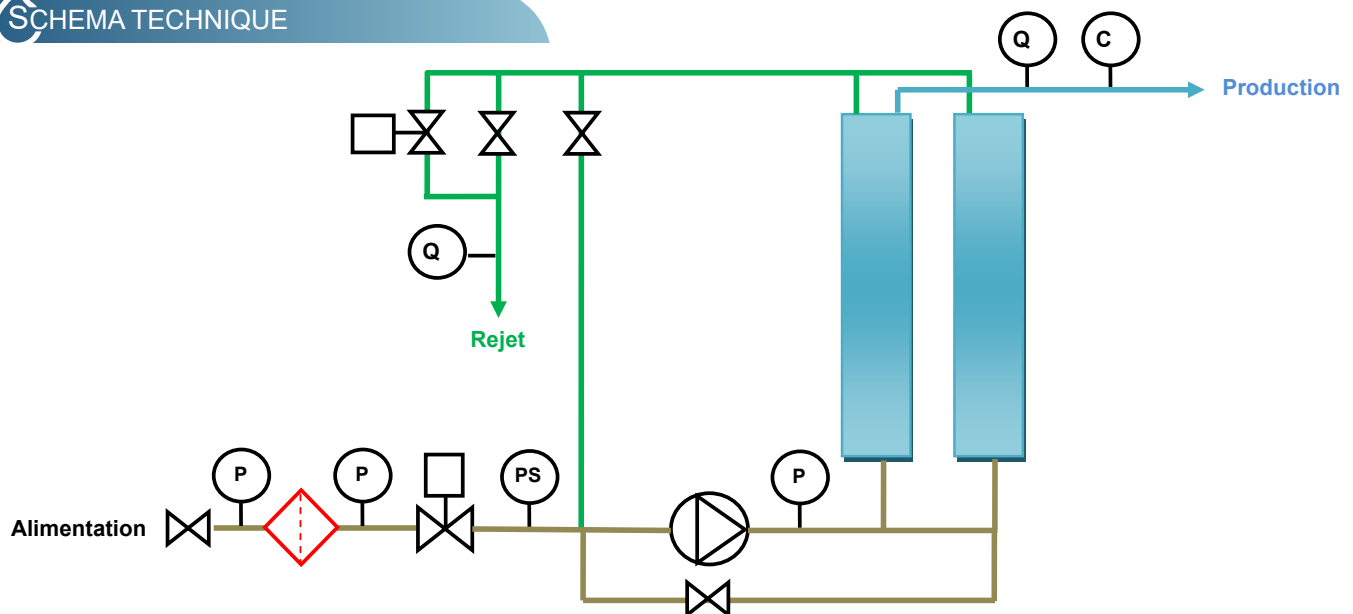 SCHEMA TECHNIQUE
Q
C
Production
Q
Rejet
P
P
PS
P
Alimentation